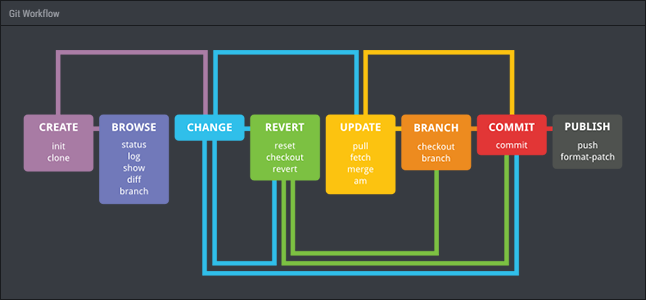 Git Workflow
CREATE
init
clone
BROWSE
status
log
show
diff
branch
CHANGE
REVERT
reset
checkout
revert
UPDATE
pull
fetch
merge
am
BRANCH
checkout
branch
COMMIT
commit
PUBLISH
push
format-patch